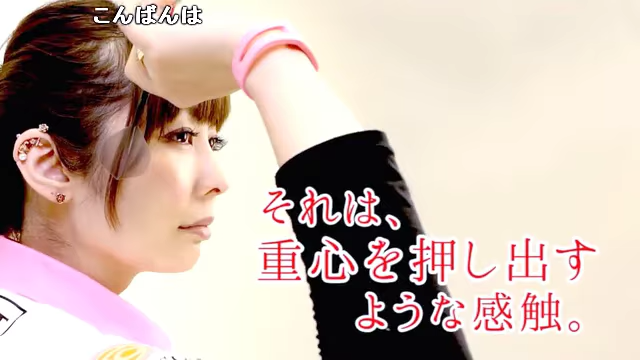 こんばんは
それは、
重心を押し出す
ような感触。